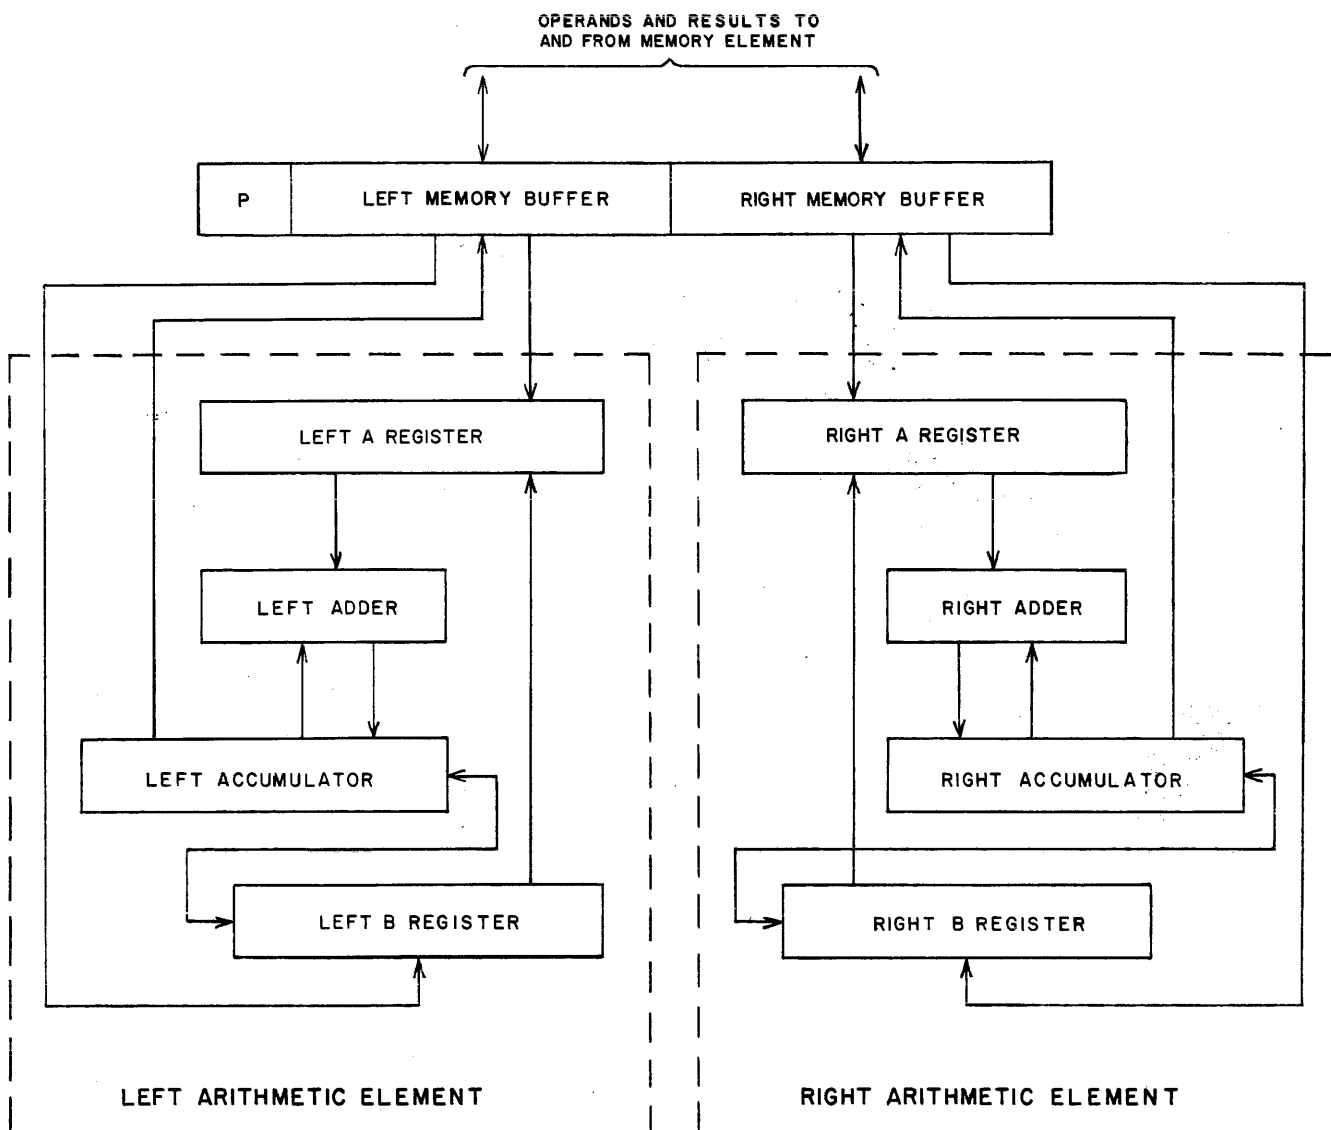 OPERANDS AND RESULTS TO
AND FROM MEMORY ELEMENT
P
LEFT MEMORY BUFFER
RIGHT MEMORY BUFFER
LEFT A REGISTER
RIGHT A REGISTER
LEFT ADDER
RIGHT ADDER
LEFT ACCUMULATOR
RIGHT ACCUMULATOR
LEFT B REGISTER
RIGHT B REGISTER
LEFT ARITHMETIC ELEMENT
RIGHT ARITHMETIC ELEMENT